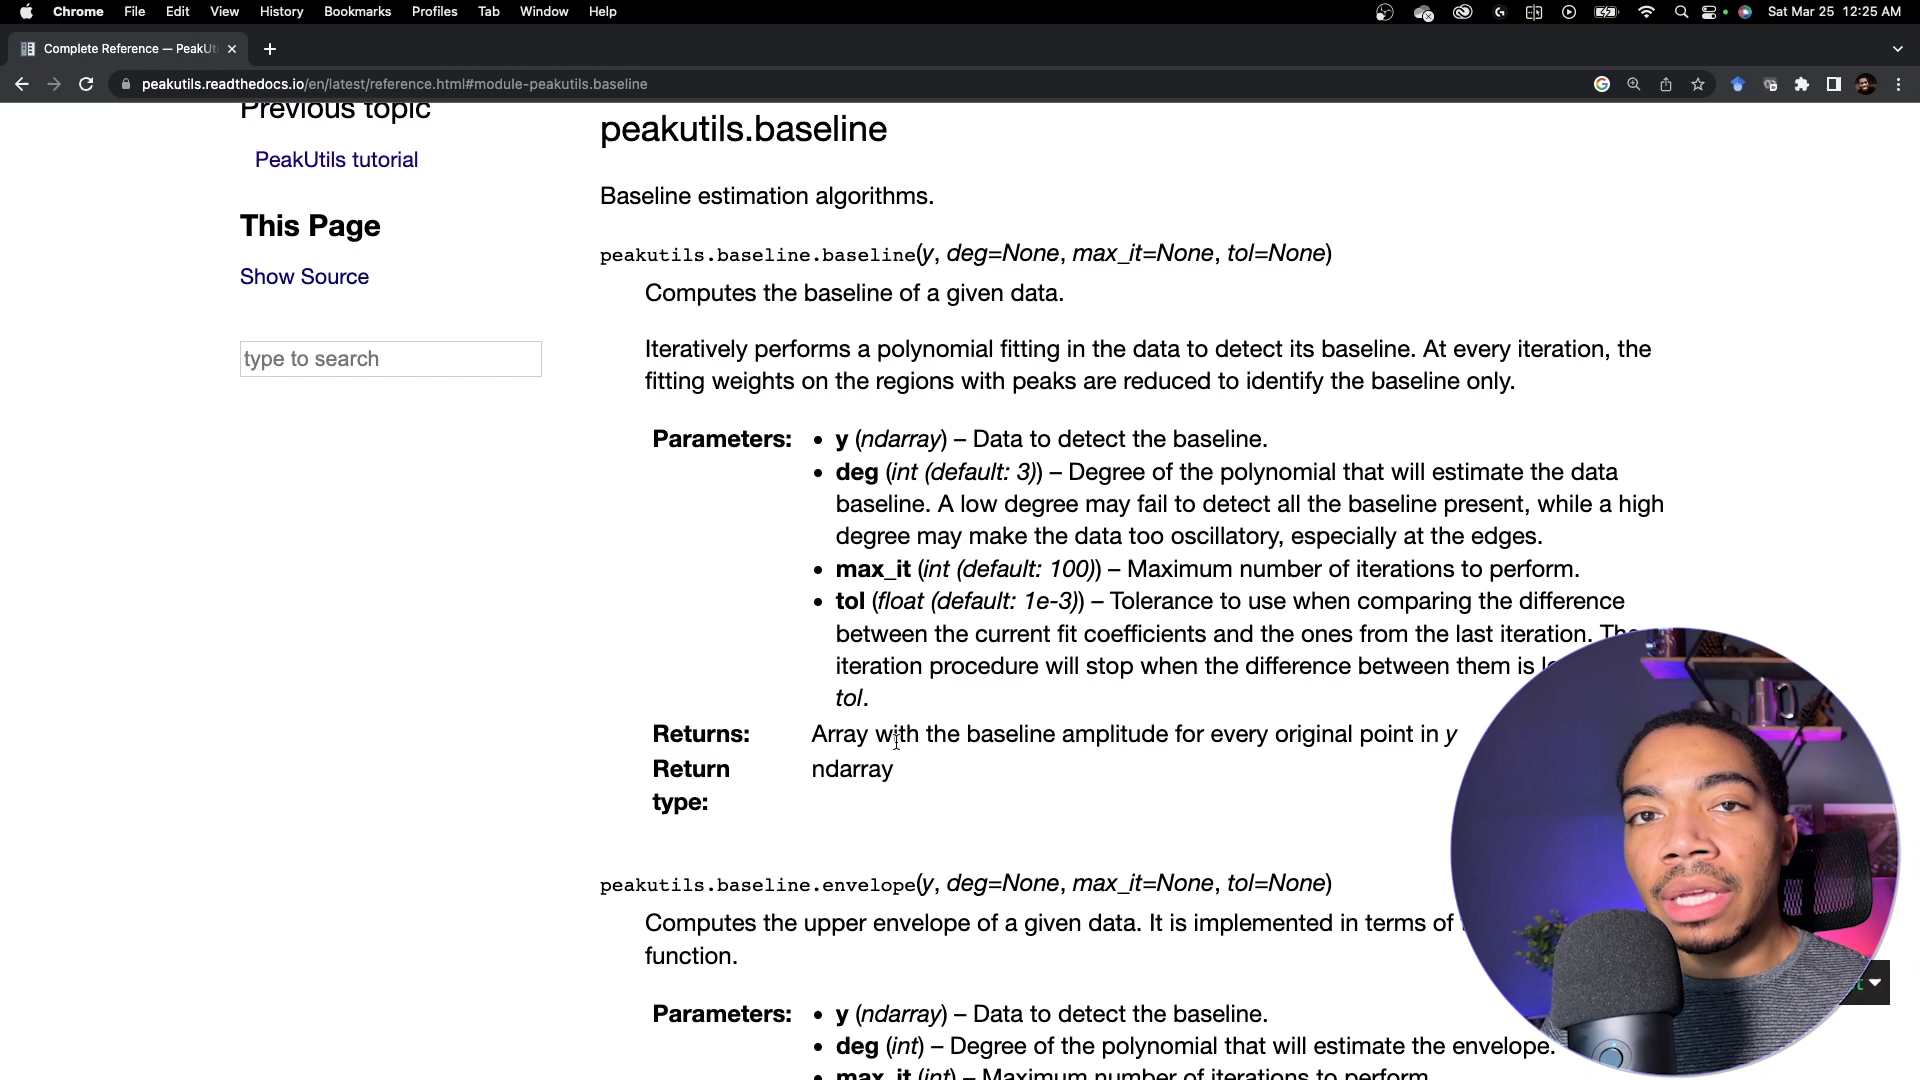 Chrome File Edit View History Bookmarks Profiles Tab Window Help Sat Mar 25 12:25 AM
Complete Reference — PeakUt
peakutils.readthedocs.io/en/latest/reference.html#module-peakutils.baseline
Previous topic
PeakUtils tutorial
This Page
Show Source
type to search
peakutils.baseline
Baseline estimation algorithms.
peakutils.baseline.baseline(y, deg=None, max_it=None, tol=None)
Computes the baseline of a given data.
Iteratively performs a polynomial fitting in the data to detect its baseline. At every iteration, the
fitting weights on the regions with peaks are reduced to identify the baseline only.
Parameters: • y (ndarray) – Data to detect the baseline.
• deg (int (default: 3)) – Degree of the polynomial that will estimate the data
baseline. A low degree may fail to detect all the baseline present, while a high
degree may make the data too oscillatory, especially at the edges.
• max_it (int (default: 100)) – Maximum number of iterations to perform.
• tol (float (default: 1e-3)) – Tolerance to use when comparing the difference
between the current fit coefficients and the ones from the last iteration.
iteration procedure will stop when the difference between them is
tol.
Returns: Array with the baseline amplitude for every original point in y
Return ndarray
type:
peakutils.baseline.envelope(y, deg=None, max_it=None, tol=None)
Computes the upper envelope of a given data. It is implemented in terms of
function.
Parameters: • y (ndarray) – Data to detect the baseline.
• deg (int) – Degree of the polynomial that will estimate the envelope.
• max_it (int) – Maximum number of iterations to perform.